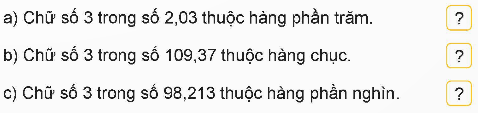 a) Chữ số 3 trong số 2,03 thuộc hàng phần trăm. ?
b) Chữ số 3 trong số 109,37 thuộc hàng chục. ?
c) Chữ số 3 trong số 98,213 thuộc hàng phần nghìn. ?